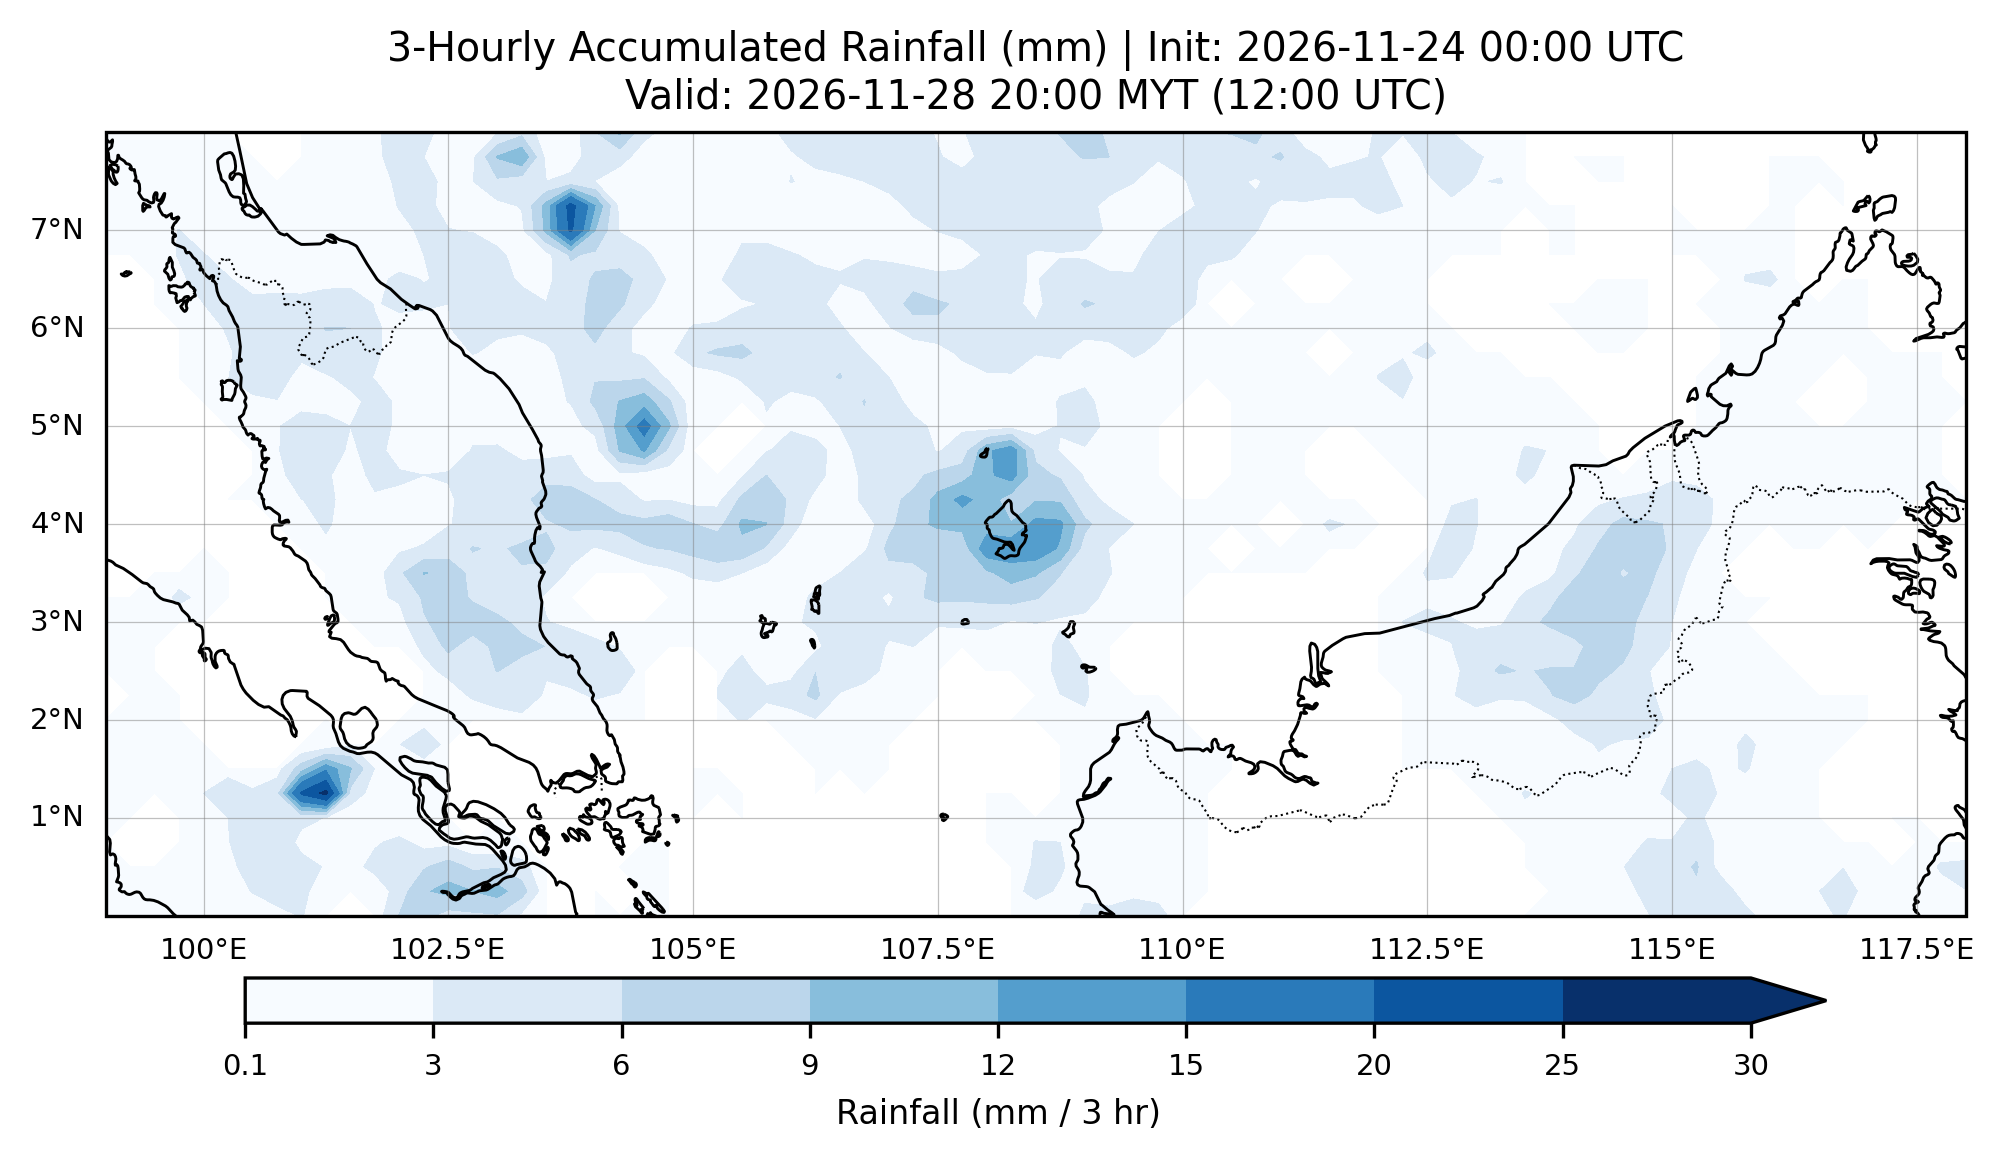 3-Hourly Accumulated Rainfall (mm) | Init: 2026-11-24 00:00 UTC
Valid: 2026-11-28 20:00 MYT (12:00 UTC)
7°N
6°N
5°N
4°N
3°N
2°N
1°N
100°E 102.5°E 105°E 107.5°E 110°E 112.5°E 115°E 117.5°E
0.1 3 6 9 12 15 20 25 30
Rainfall (mm / 3 hr)